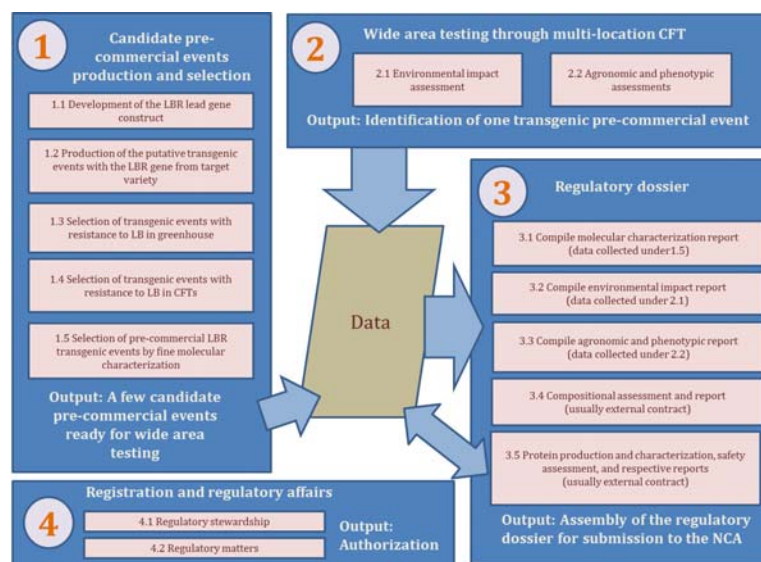 1
Candidate pre-
commercial events
production and selection
1.1 Development of the LBR lead gene
construct
1.2 Production of the putative transgenic
events with the LBR gene from target
variety
1.3 Selection of transgenic events with
resistance to LB in greenhouse
1.4 Selection of transgenic events with
resistance to LB in CFTs
1.5 Selection of pre-commercial LBR
transgenic events by fine molecular
characterization
Output: A few candidate
pre-commercial events
ready for wide area
testing
2
Wide area testing through multi-location CFT
2.1 Environmental impact
assessment
2.2 Agronomic and phenotypic
assessments
Output: Identification of one transgenic pre-commercial event
Data
3
Regulatory dossier
3.1 Compile molecular characterization report
(data collected under1.5)
3.2 Compile environmental impact report
(data collected under 2.1)
3.3 Compile agronomic and phenotypic report
(data collected under 2.2)
3.4 Compositional assessment and report
(usually external contract)
3.5 Protein production and characterization, safety
assessment, and respective reports
(usually external contract)
Output: Assembly of the regulatory
dossier for submission to the NCA
4
Registration and regulatory affairs
4.1 Regulatory stewardship
4.2 Regulatory matters
Output:
Authorization